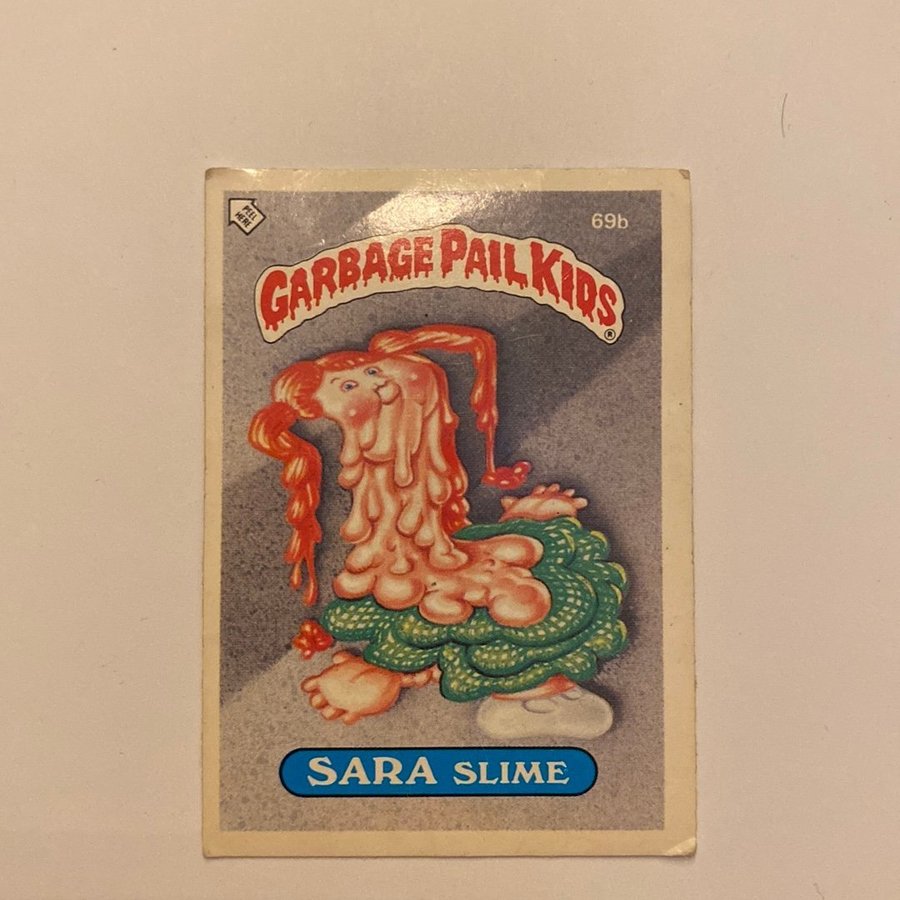 PEEL
HERE
69b
GARBAGE PAIL KIDS
®
SARA SLIME